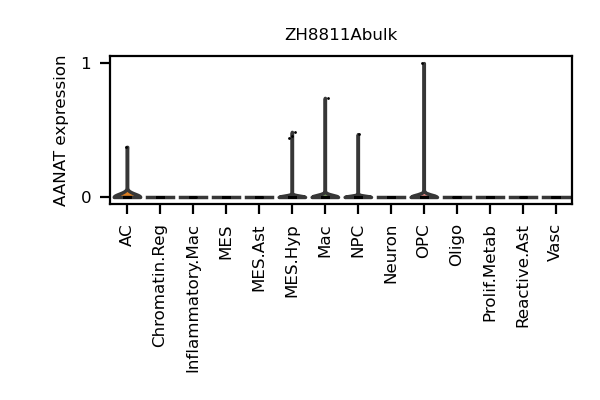 ZH8811Abulk
AANAT expression
1
0
AC
Chromatin.Reg
Inflammatory.Mac
MES
MES.Ast
MES.Hyp
Mac
NPC
Neuron
OPC
Oligo
Prolif.Metab
Reactive.Ast
Vasc